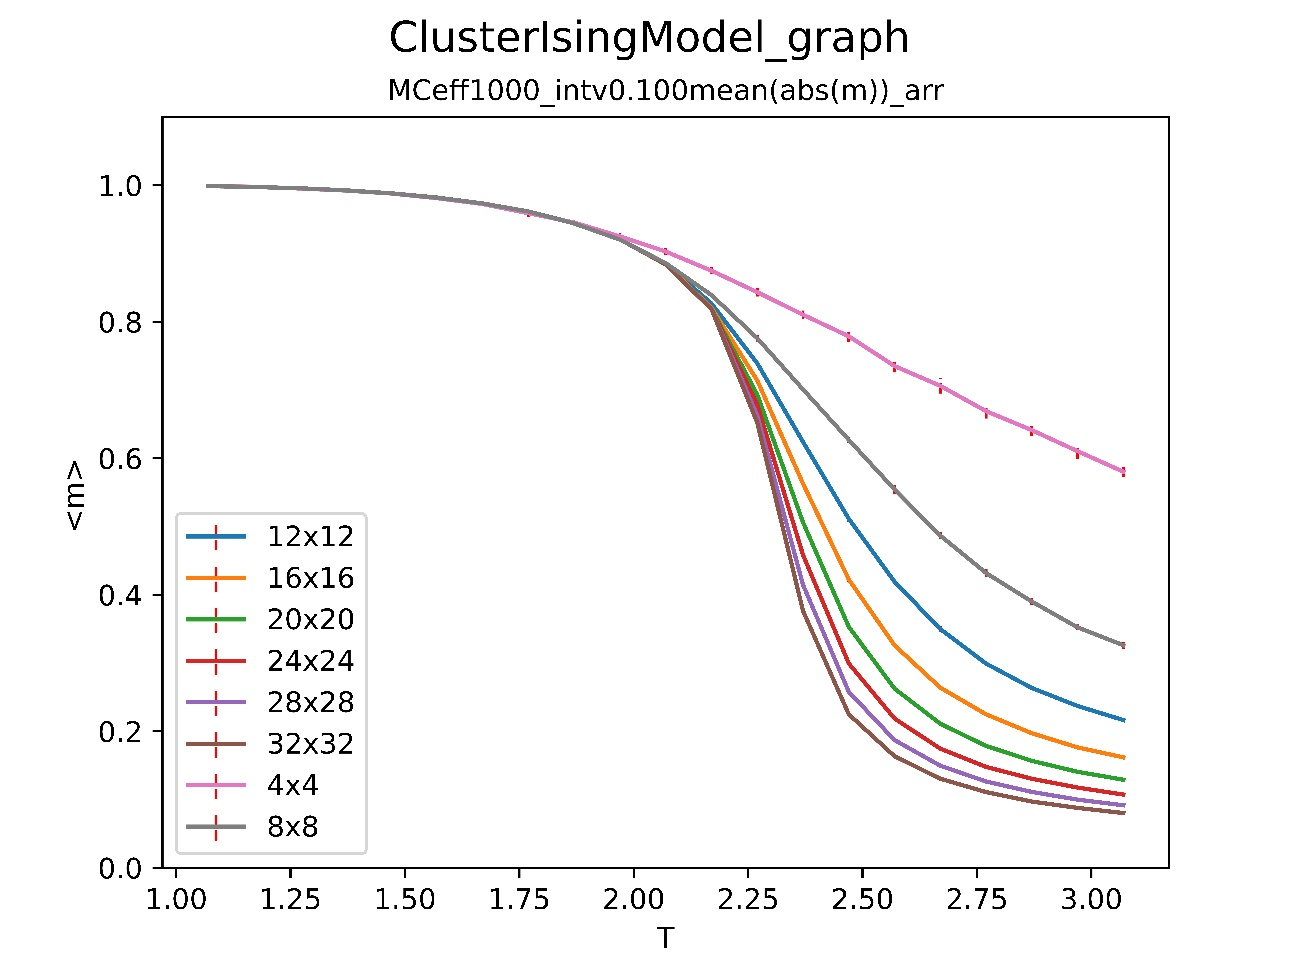 ClusterIsingModel_graph
MCeff1000_intv0.100mean(abs(m))_arr
1.0
0.8
0.6
0.4
0.2
0.0
<m>
12x12
16x16
20x20
24x24
28x28
32x32
4x4
8x8
1.00 1.25 1.50 1.75 2.00 2.25 2.50 2.75 3.00
T